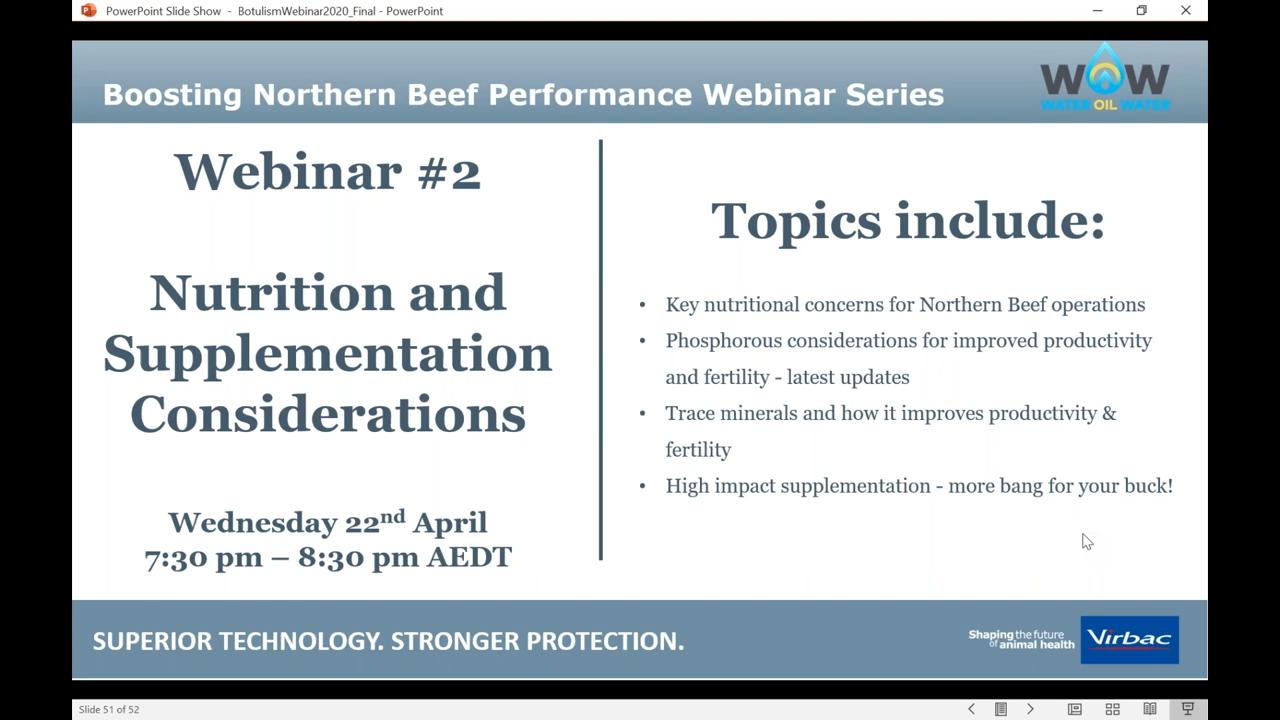 PowerPoint Slide Show - BotulismWebinar2020_Final - PowerPoint
Boosting Northern Beef Performance Webinar Series
WOW
WATER OIL WATER
Webinar #2
Nutrition and
Supplementation
Considerations
Wednesday 22nd April
7:30 pm – 8:30 pm AEDT
Topics include:
• Key nutritional concerns for Northern Beef operations
• Phosphorous considerations for improved productivity
and fertility - latest updates
• Trace minerals and how it improves productivity &
fertility
• High impact supplementation - more bang for your buck!
SUPERIOR TECHNOLOGY. STRONGER PROTECTION.
Shaping the future
of animal health
Virbac
Slide 51 of 52